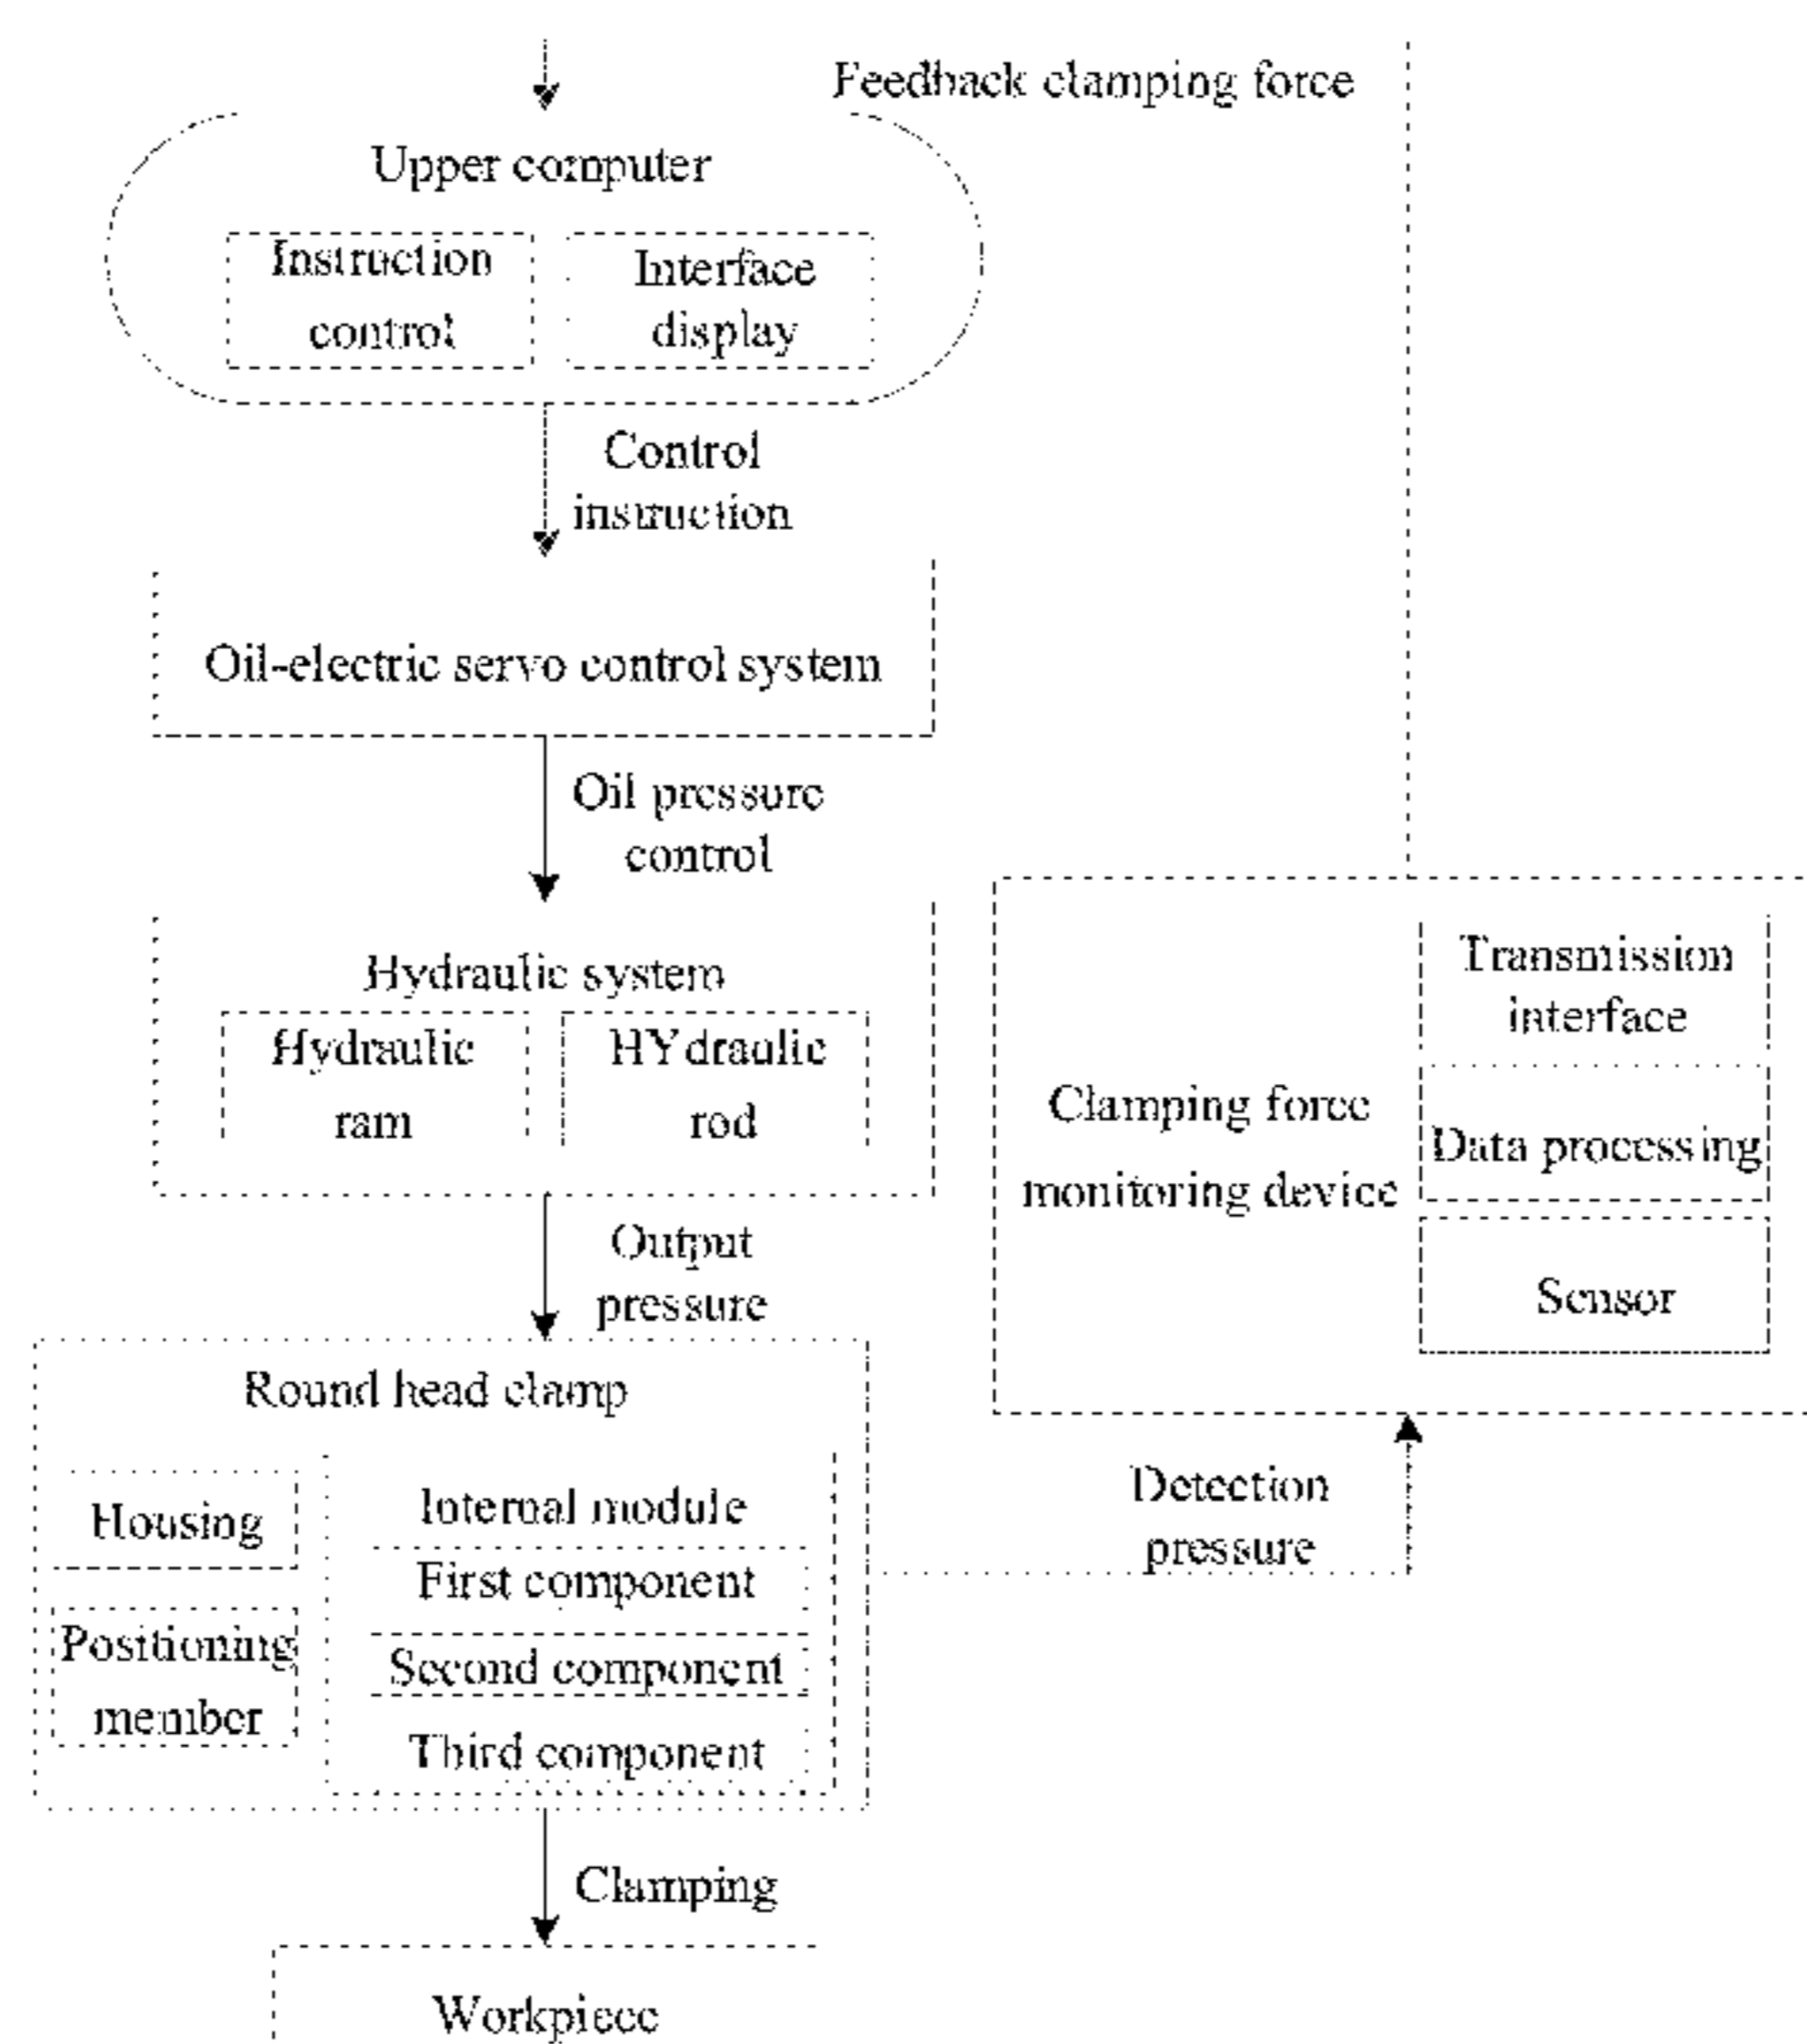 Feedback clamping force
Upper computer
Instruction
control
Interface
display
Control
instruction
Oil-electric servo control system
Oil pressure
control
Hydraulic system
Hydraulic
ram
HYdraulic
rod
Output
pressure
Clamping force
monitoring device
Transmission
interface
Data processing
Sensor
Round head clamp
Housing
Positioning
member
Internal module
First component
Second component
Third component
Detection
pressure
Clamping
Workpiece